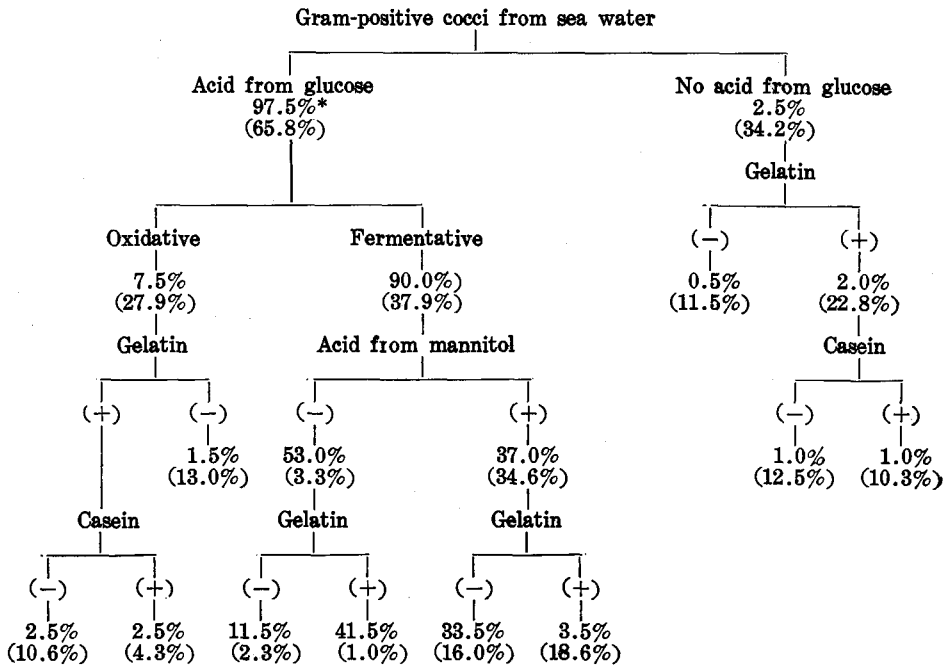 Gram-positive cocci from sea water
Acid from glucose No acid from glucose
97.5%* 2.5%
(65.8%) (34.2%)
Gelatin
Oxidative Fermentative (−) (+)
7.5% 90.0%) 0.5% 2.0%
(27.9%) (37.9%) (11.5%) (22.8%)
Gelatin Acid from mannitol Casein
(+) (−) (−) (+) (−) (+)
1.5% 53.0% 37.0% 1.0% 1.0%
(13.0%) (3.3%) (34.6%) (12.5%) (10.3%)
Casein Gelatin Gelatin
(−) (+) (−) (+) (−) (+)
2.5% 2.5% 11.5% 41.5% 33.5% 3.5%
(10.6%) (4.3%) (2.3%) (1.0%) (16.0%) (18.6%)